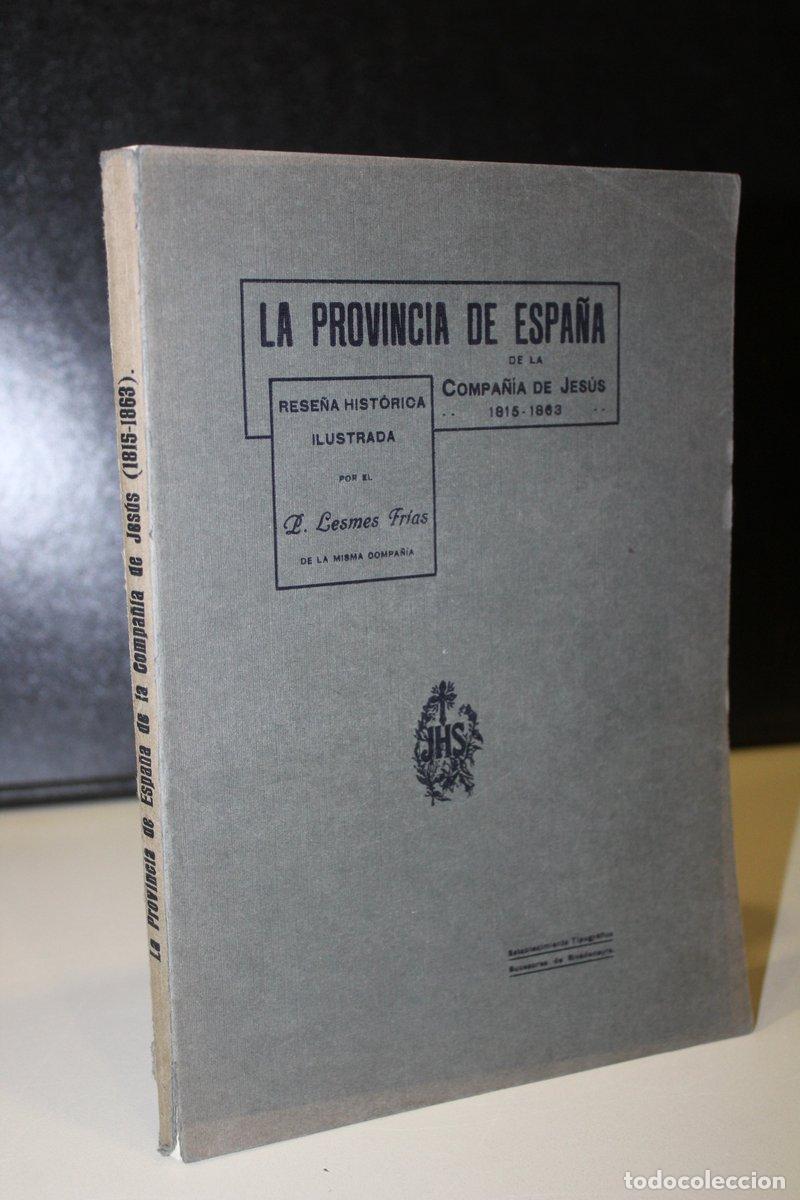 La Provincia de España de la Compañía de Jesús (1815-1863).
LA PROVINCIA DE ESPAÑA
DE LA
COMPAÑÍA DE JESÚS
.. 1815-1863 ..
RESEÑA HISTÓRICA
ILUSTRADA
POR EL
P. Lesmes Frías
DE LA MISMA COMPAÑÍA
JHS
Establecimiento Tipográfico
Sucesores de Rivadeneyra
todocoleccion